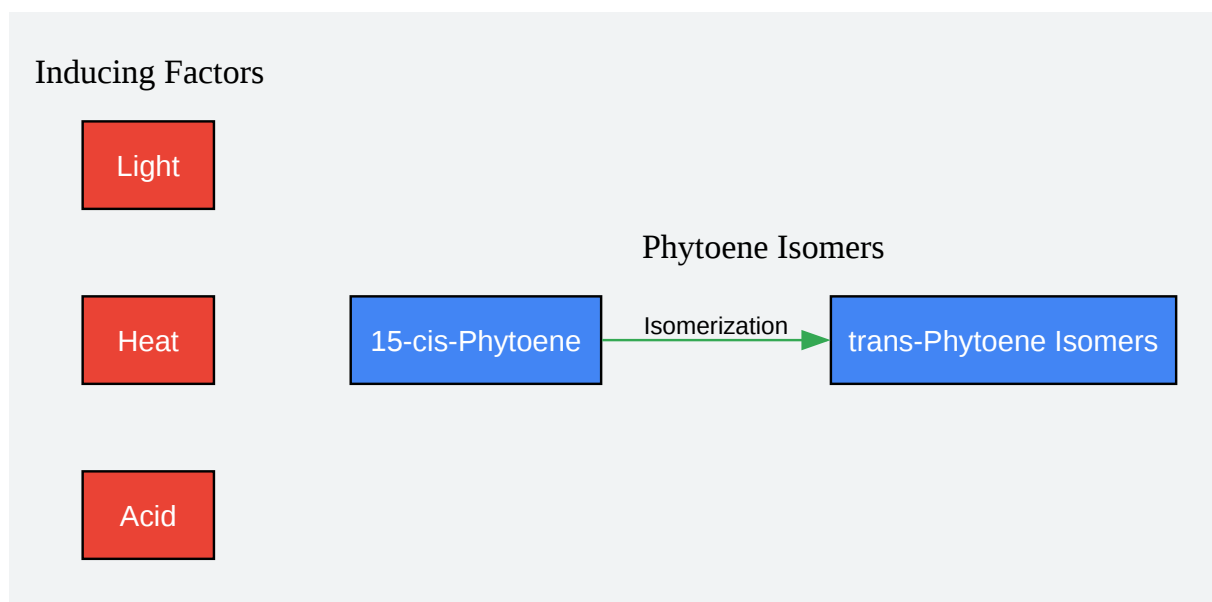 Inducing Factors
Light
Phytoene Isomers
Heat
15-cis-Phytoene
Isomerization
trans-Phytoene Isomers
Acid